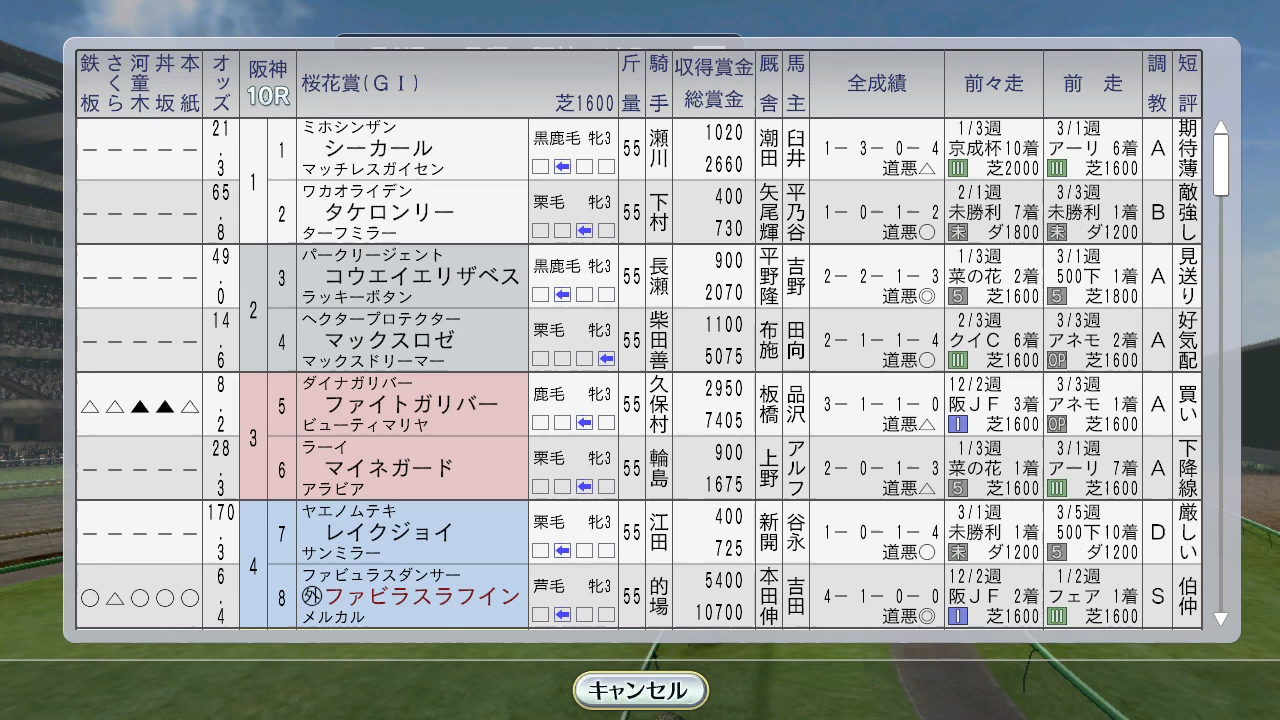 鉄板 さくら 河童木 丼坂 本紙 オッズ 阪神 10R 桜花賞(GⅠ) 芝1600 斤量 騎手 収得賞金 総賞金 厩舎 馬主 全成績 前々走 前走 調教 短評
－ － － － － 21.3 1 1 ミホシンザン 黒鹿毛 牝3 55 瀬川 1020 潮田 臼井 1－3－0－4 1/3週 3/1週 A 期待薄
シーカール 京成杯10着 アーリ 6着
マッチレスガイセン 2660 道悪△ Ⅲ 芝2000 Ⅲ 芝1600
－ － － － － 65.8 2 ワカオライデン 栗毛 牝3 55 下村 400 矢尾輝 平乃谷 1－0－1－2 2/1週 3/3週 B 敵強し
タケロンリー 未勝利 7着 未勝利 1着
ターフミラー 730 道悪○ 未 ダ1800 未 ダ1200
－ － － － － 49.0 2 3 パークリージェント 黒鹿毛 牝3 55 長瀬 900 平野隆 吉野 2－2－1－3 1/3週 3/1週 A 見送り
コウエイエリザベス 菜の花 2着 500下 1着
ラッキーボタン 2070 道悪◎ 5 芝1600 5 芝1800
－ － － － － 14.6 4 ヘクタープロテクター 栗毛 牝3 55 柴田善 1100 布施 田向 2－1－1－4 2/3週 3/3週 A 好気配
マックスロゼ クイC 6着 アネモ 2着
マックスドリーマー 5075 道悪○ Ⅲ 芝1600 OP 芝1600
△ △ ▲ ▲ △ 8.2 3 5 ダイナガリバー 鹿毛 牝3 55 久保村 2950 板橋 品沢 3－1－1－0 12/2週 3/3週 A 買い
ファイトガリバー 阪JF 3着 アネモ 1着
ビューティマリヤ 7405 道悪△ Ⅰ 芝1600 OP 芝1600
－ － － － － 28.3 6 ラーイ 栗毛 牝3 55 輪島 900 上野 アルフ 2－0－1－3 1/3週 3/1週 A 下降線
マイネガード 菜の花 1着 アーリ 7着
アラビア 1675 道悪△ 5 芝1600 Ⅲ 芝1600
－ － － － － 170.3 4 7 ヤエノムテキ 栗毛 牝3 55 江田 400 新開 谷永 1－0－1－4 3/1週 3/5週 D 厳しい
レイクジョイ 未勝利 1着 500下10着
サンミラー 725 道悪○ 未 ダ1200 5 ダ1200
○ △ ○ ○ ○ 6.4 8 ファビュラスダンサー 芦毛 牝3 55 的場 5400 本田伸 吉田 4－1－0－0 12/2週 1/2週 S 伯仲
外 ファビラスラフイン 阪JF 2着 フェア 1着
メルカル 10700 道悪◎ Ⅰ 芝1600 Ⅲ 芝1600
キャンセル